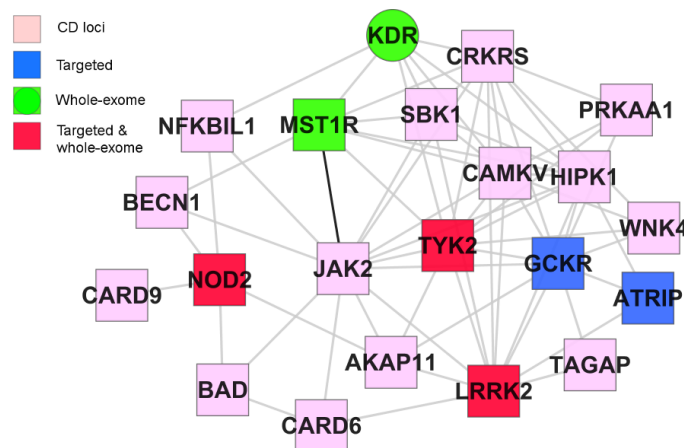 CD loci
Targeted
Whole-exome
Targeted &
whole-exome
KDR
CRKRS
PRKAA1
SBK1
NFKBIL1
MST1R
CAMKV
HIPK1
BECN1
WNK4
TYK2
JAK2
GCKR
NOD2
CARD9
ATRIP
AKAP11
TAGAP
BAD
LRRK2
CARD6